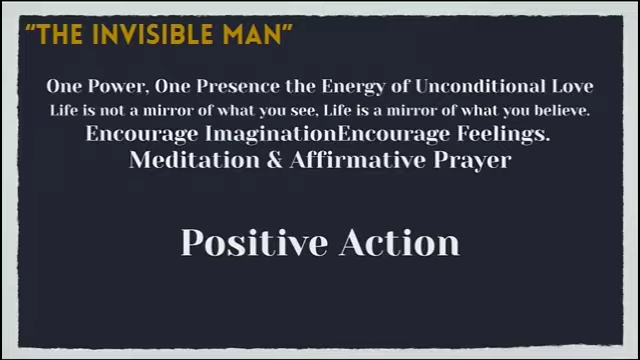 “THE INVISIBLE MAN”
One Power, One Presence the Energy of Unconditional Love
Life is not a mirror of what you see, Life is a mirror of what you believe.
Encourage ImaginationEncourage Feelings.
Meditation & Affirmative Prayer
Positive Action